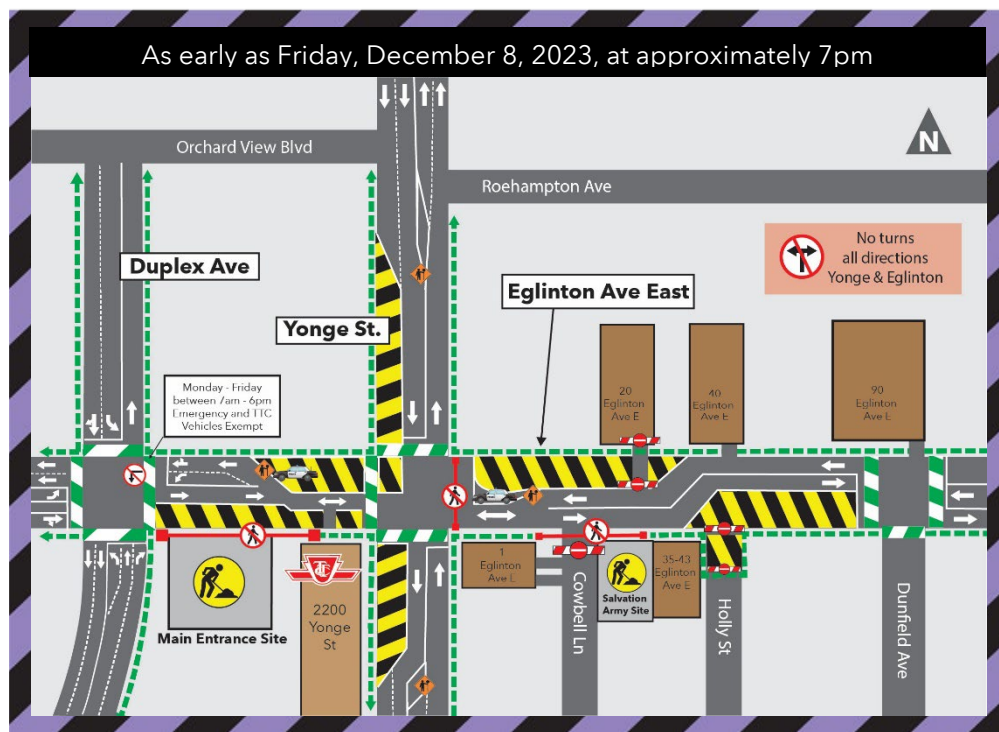 As early as Friday, December 8, 2023, at approximately 7pm
Orchard View Blvd
N
Roehampton Ave
No turns
all directions
Yonge & Eglinton
Duplex Ave
Eglinton Ave East
Yonge St.
Monday - Friday
between 7am - 6pm
Emergency and TTC
Vehicles Exempt
20
Eglinton
Ave E
40
Eglinton
Ave E
90
Eglinton
Ave E
1
Eglinton
Ave E
35-43
Eglinton
Ave E
Salvation
Army Site
TTC
2200
Yonge
St
Main Entrance Site
Cowbell Ln
Holly St
Dunfield Ave